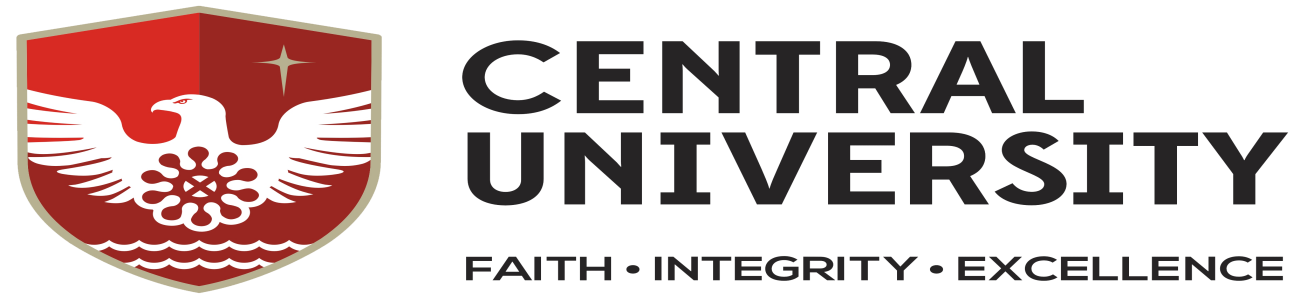 CENTRAL
UNIVERSITY
FAITH • INTEGRITY • EXCELLENCE